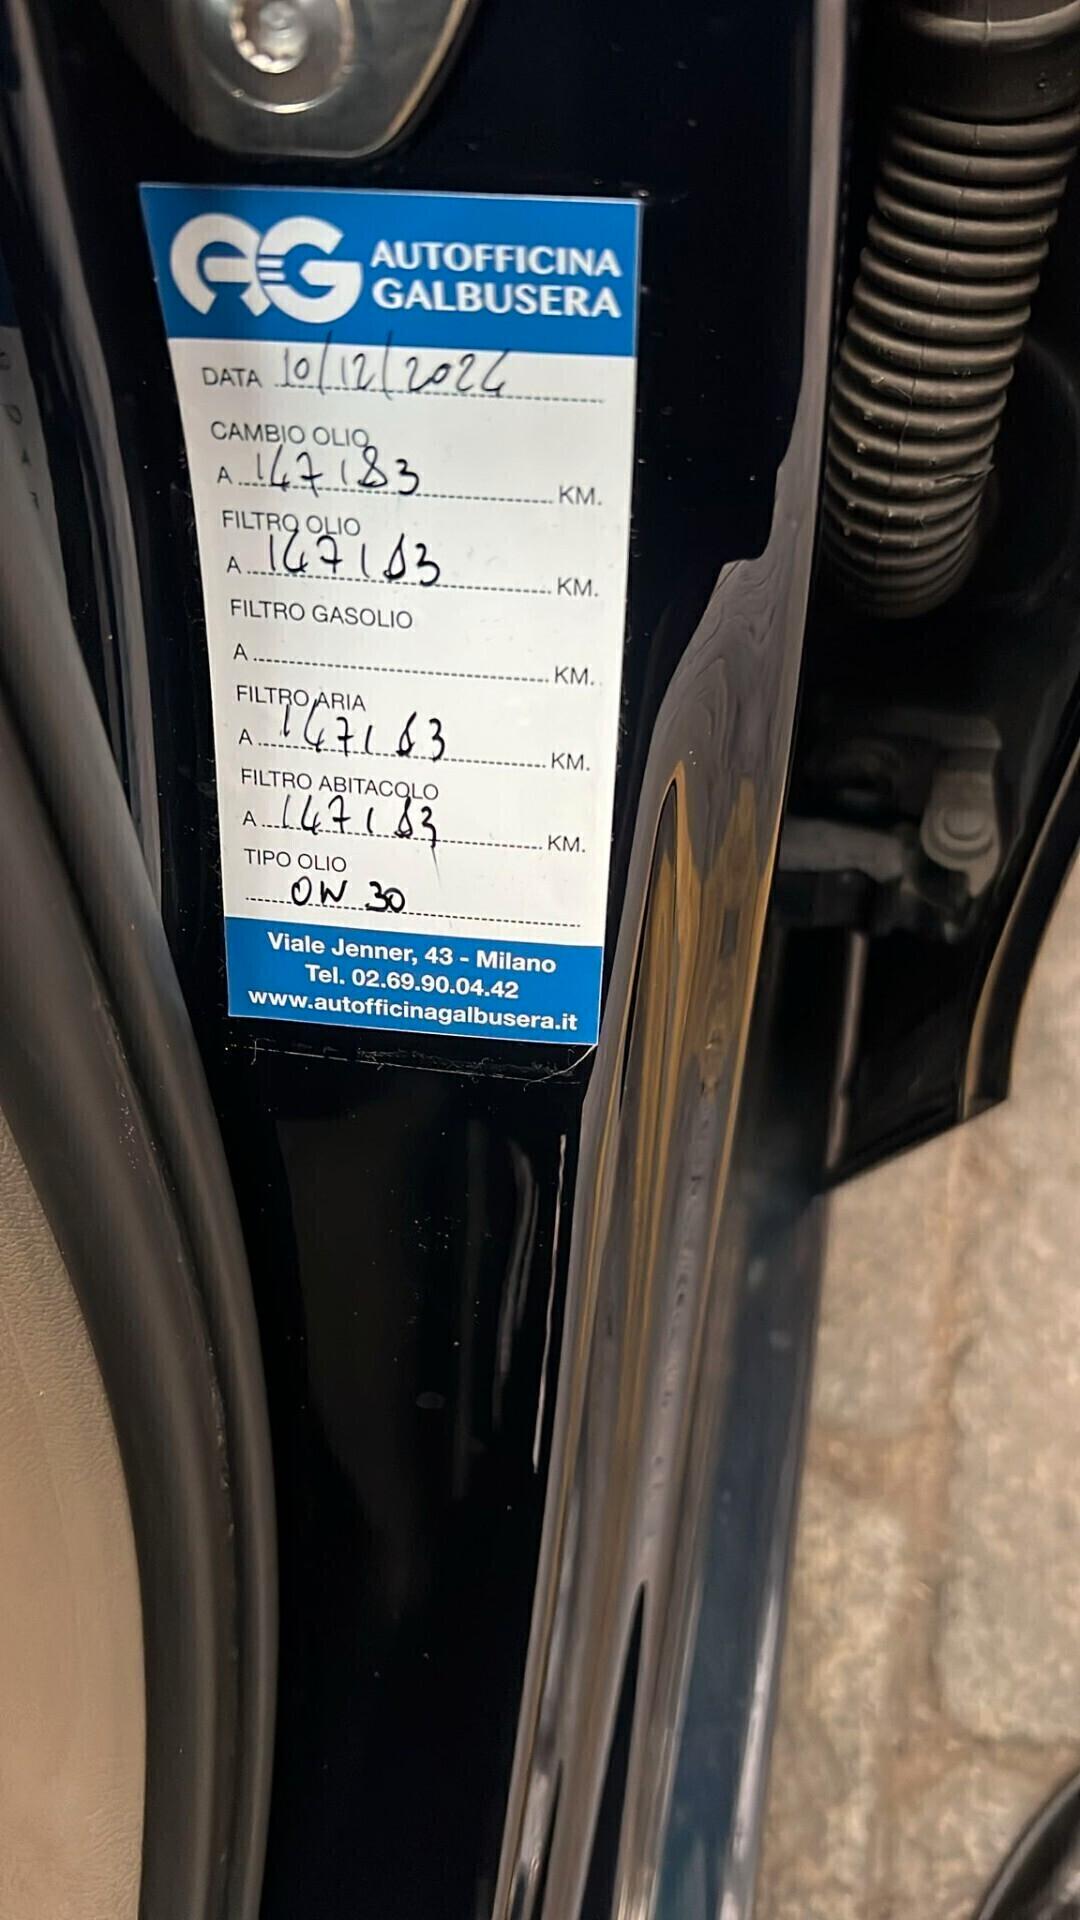 AG AUTOFFICINA
GALBUSERA
DATA 10/12/2024
CAMBIO OLIO
A 147183 KM.
FILTRO OLIO
A 147183 KM.
FILTRO GASOLIO
A KM.
FILTRO ARIA
A 147183 KM.
FILTRO ABITACOLO
A 147183 KM.
TIPO OLIO
0W 30
Viale Jenner, 43 - Milano
Tel. 02.69.90.04.42
www.autofficinagalbusera.it